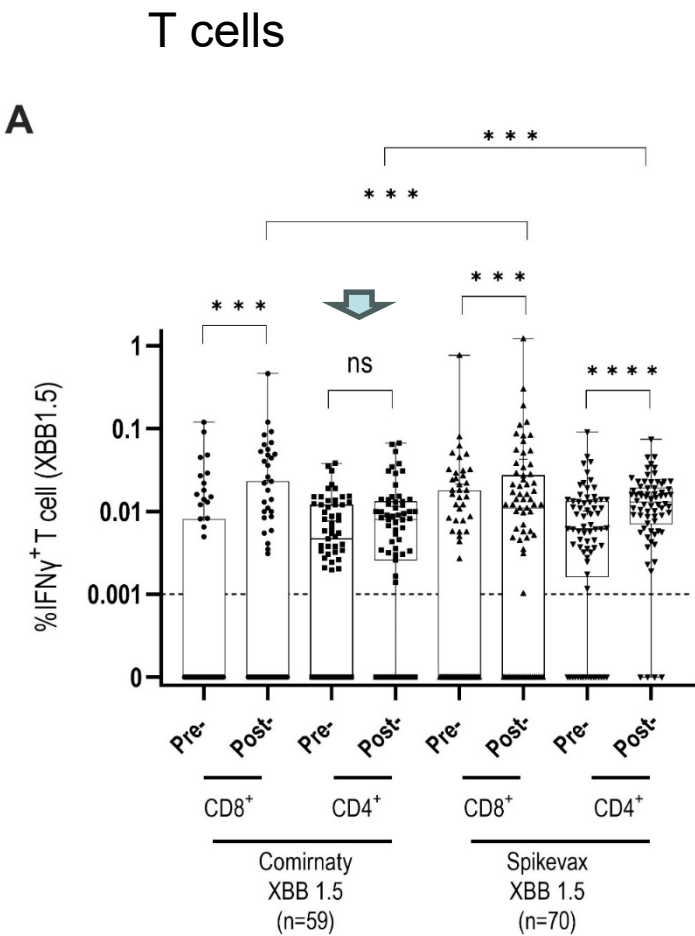 T cells
A
* * *
* * *
* * *
* * *
ns
* * * *
%IFNγ+ T cell (XBB1.5)
1
0.1
0.01
0.001
0
Pre- Post- Pre- Post- Pre- Post- Pre- Post-
CD8+ CD4+ CD8+ CD4+
Comirnaty
XBB 1.5
(n=59)
Spikevax
XBB 1.5
(n=70)